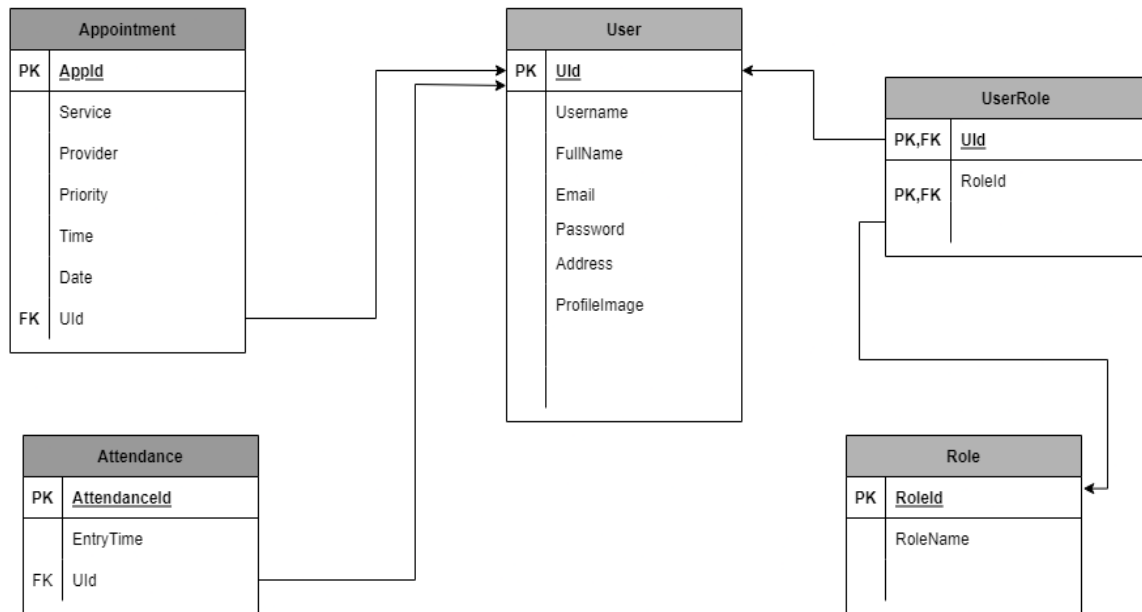 Appointment
PK AppId
Service
Provider
Priority
Time
Date
FK UId
User
PK UId
Username
FullName
Email
Password
Address
ProfileImage
UserRole
PK,FK UId
PK,FK RoleId
Attendance
PK AttendanceId
EntryTime
FK UId
Role
PK RoleId
RoleName